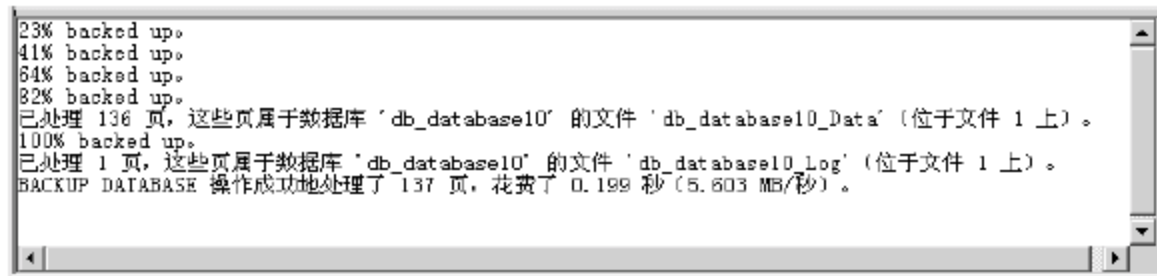 23% backed up。
41% backed up。
64% backed up。
82% backed up。
已处理 136 页，这些页属于数据库 'db_database10' 的文件 'db_database10_Data'（位于文件 1 上）。
100% backed up。
已处理 1 页，这些页属于数据库 'db_database10' 的文件 'db_database10_Log'（位于文件 1 上）。
BACKUP DATABASE 操作成功地处理了 137 页，花费了 0.199 秒（5.603 MB/秒）。